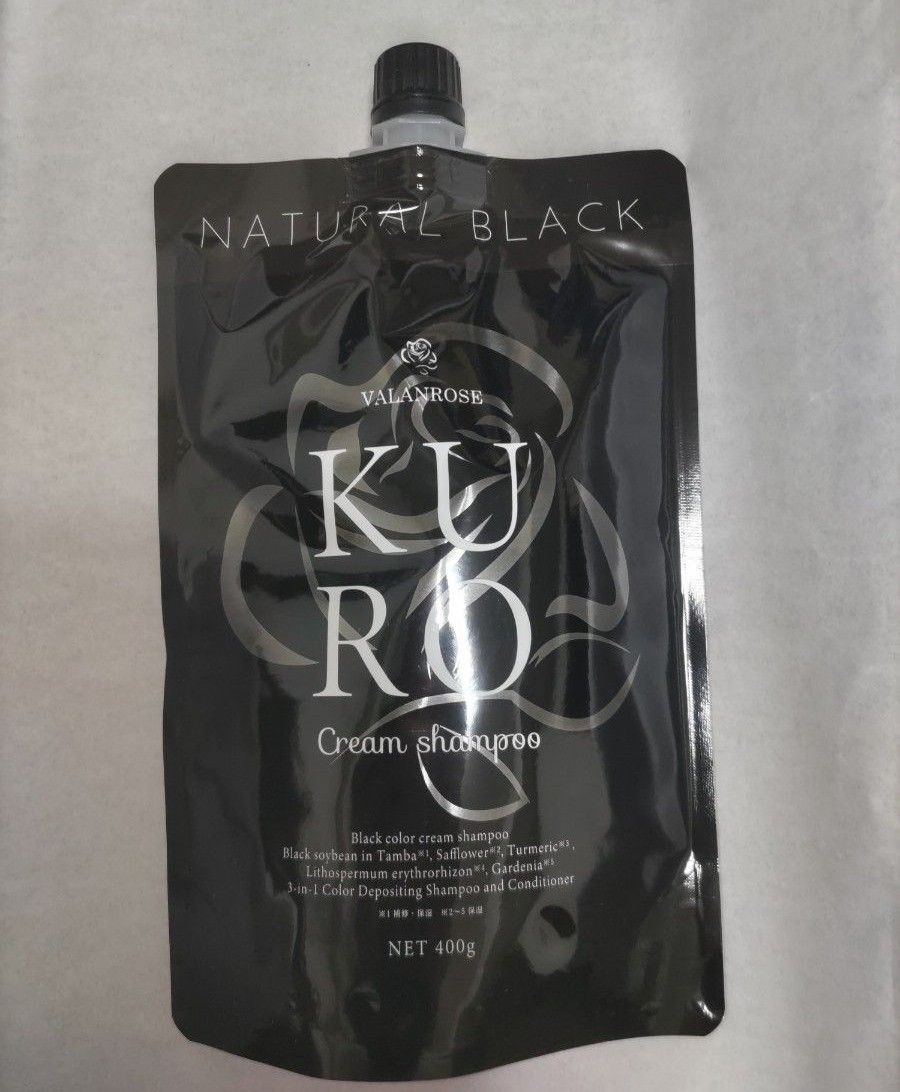 NATURAL BLACK
VALANROSE
KU
RO
Cream shampoo
Black color cream shampoo
Black soybean in Tamba※1, Safflower※2, Turmeric※3,
Lithospermum erythrorhizon※4, Gardenia※5
3-in-1 Color Depositing Shampoo and Conditioner
※1 補修・保湿 ※2～5 保湿
NET 400g